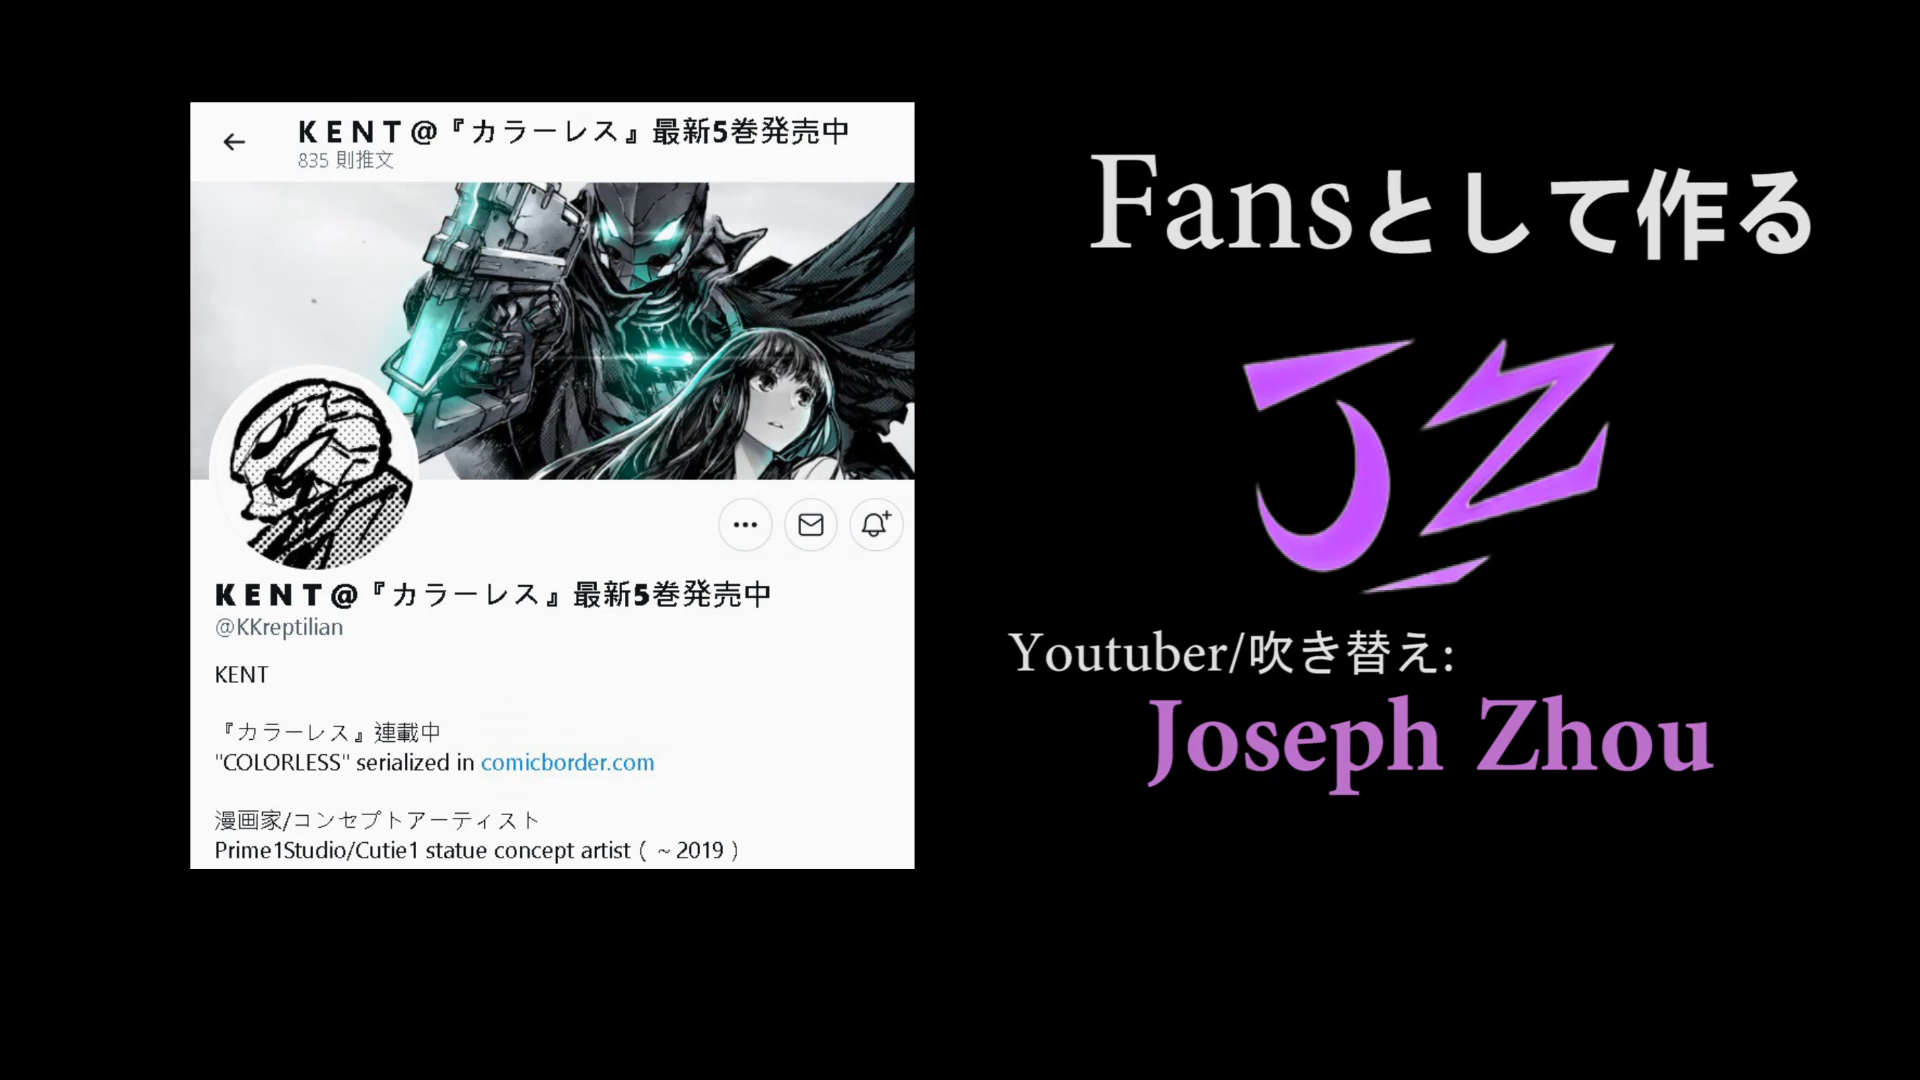 KENT@『カラーレス』最新5巻発売中
835 則推文
KENT@『カラーレス』最新5巻発売中
@KKreptilian
KENT
『カラーレス』連載中
"COLORLESS" serialized in comicborder.com
漫画家/コンセプトアーティスト
Prime1Studio/Cutie1 statue concept artist ( ~2019 )
Fansとして作る
JZ
Youtuber/吹き替え:
Joseph Zhou